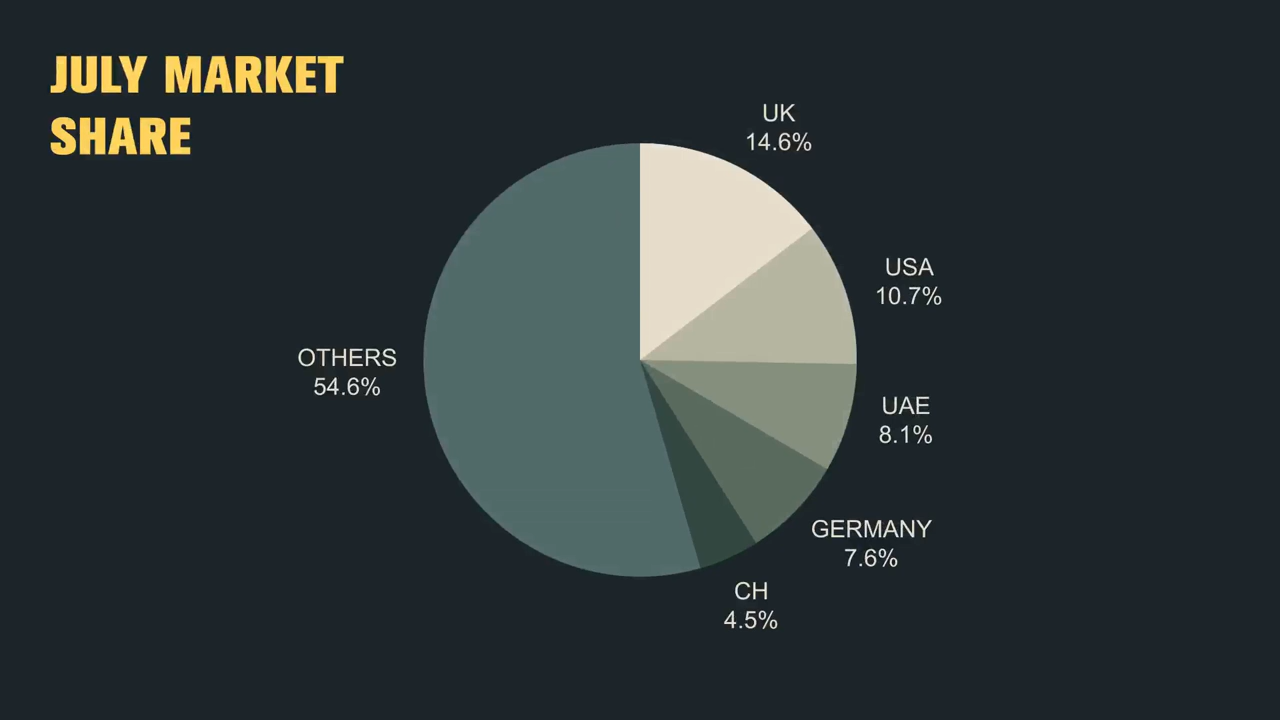 JULY MARKET
SHARE
UK
14.6%
USA
10.7%
UAE
8.1%
GERMANY
7.6%
CH
4.5%
OTHERS
54.6%